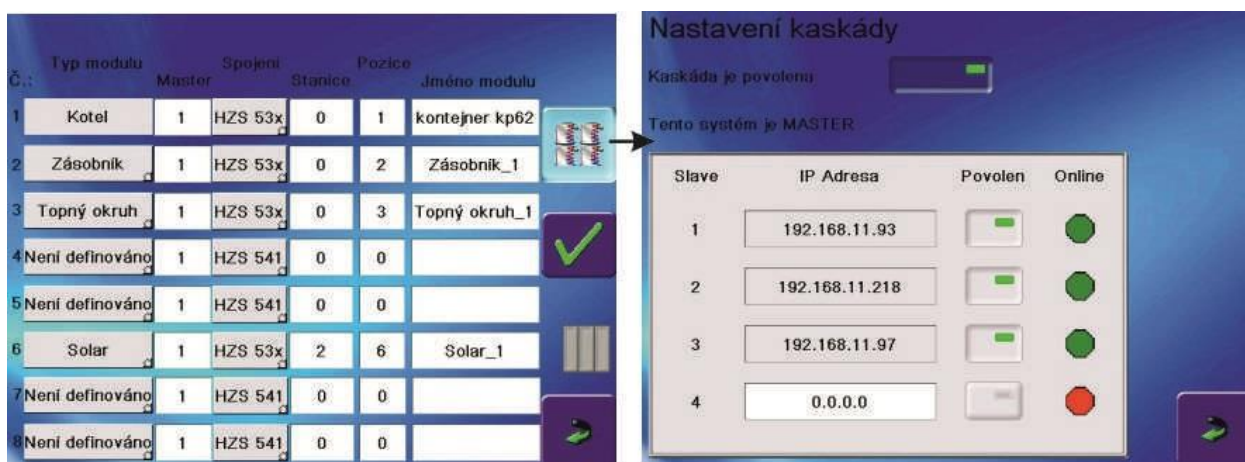 Typ modulu Spojení Pozice
Č.: Master Stanice Jméno modulu
1 Kotel 1 HZS 53x 0 1 kontejner kp62
2 Zásobník 1 HZS 53x 0 2 Zásobník_1
3 Topný okruh 1 HZS 53x 0 3 Topný okruh_1
4 Není definováno 1 HZS 541 0 0
5 Není definováno 1 HZS 541 0 0
6 Solar 1 HZS 53x 2 6 Solar_1
7 Není definováno 1 HZS 541 0 0
8 Není definováno 1 HZS 541 0 0
Nastavení kaskády
Kaskáda je povolenu
Tento systém je MASTER
Slave IP Adresa Povolen Online
1 192.168.11.93
2 192.168.11.218
3 192.168.11.97
4 0.0.0.0